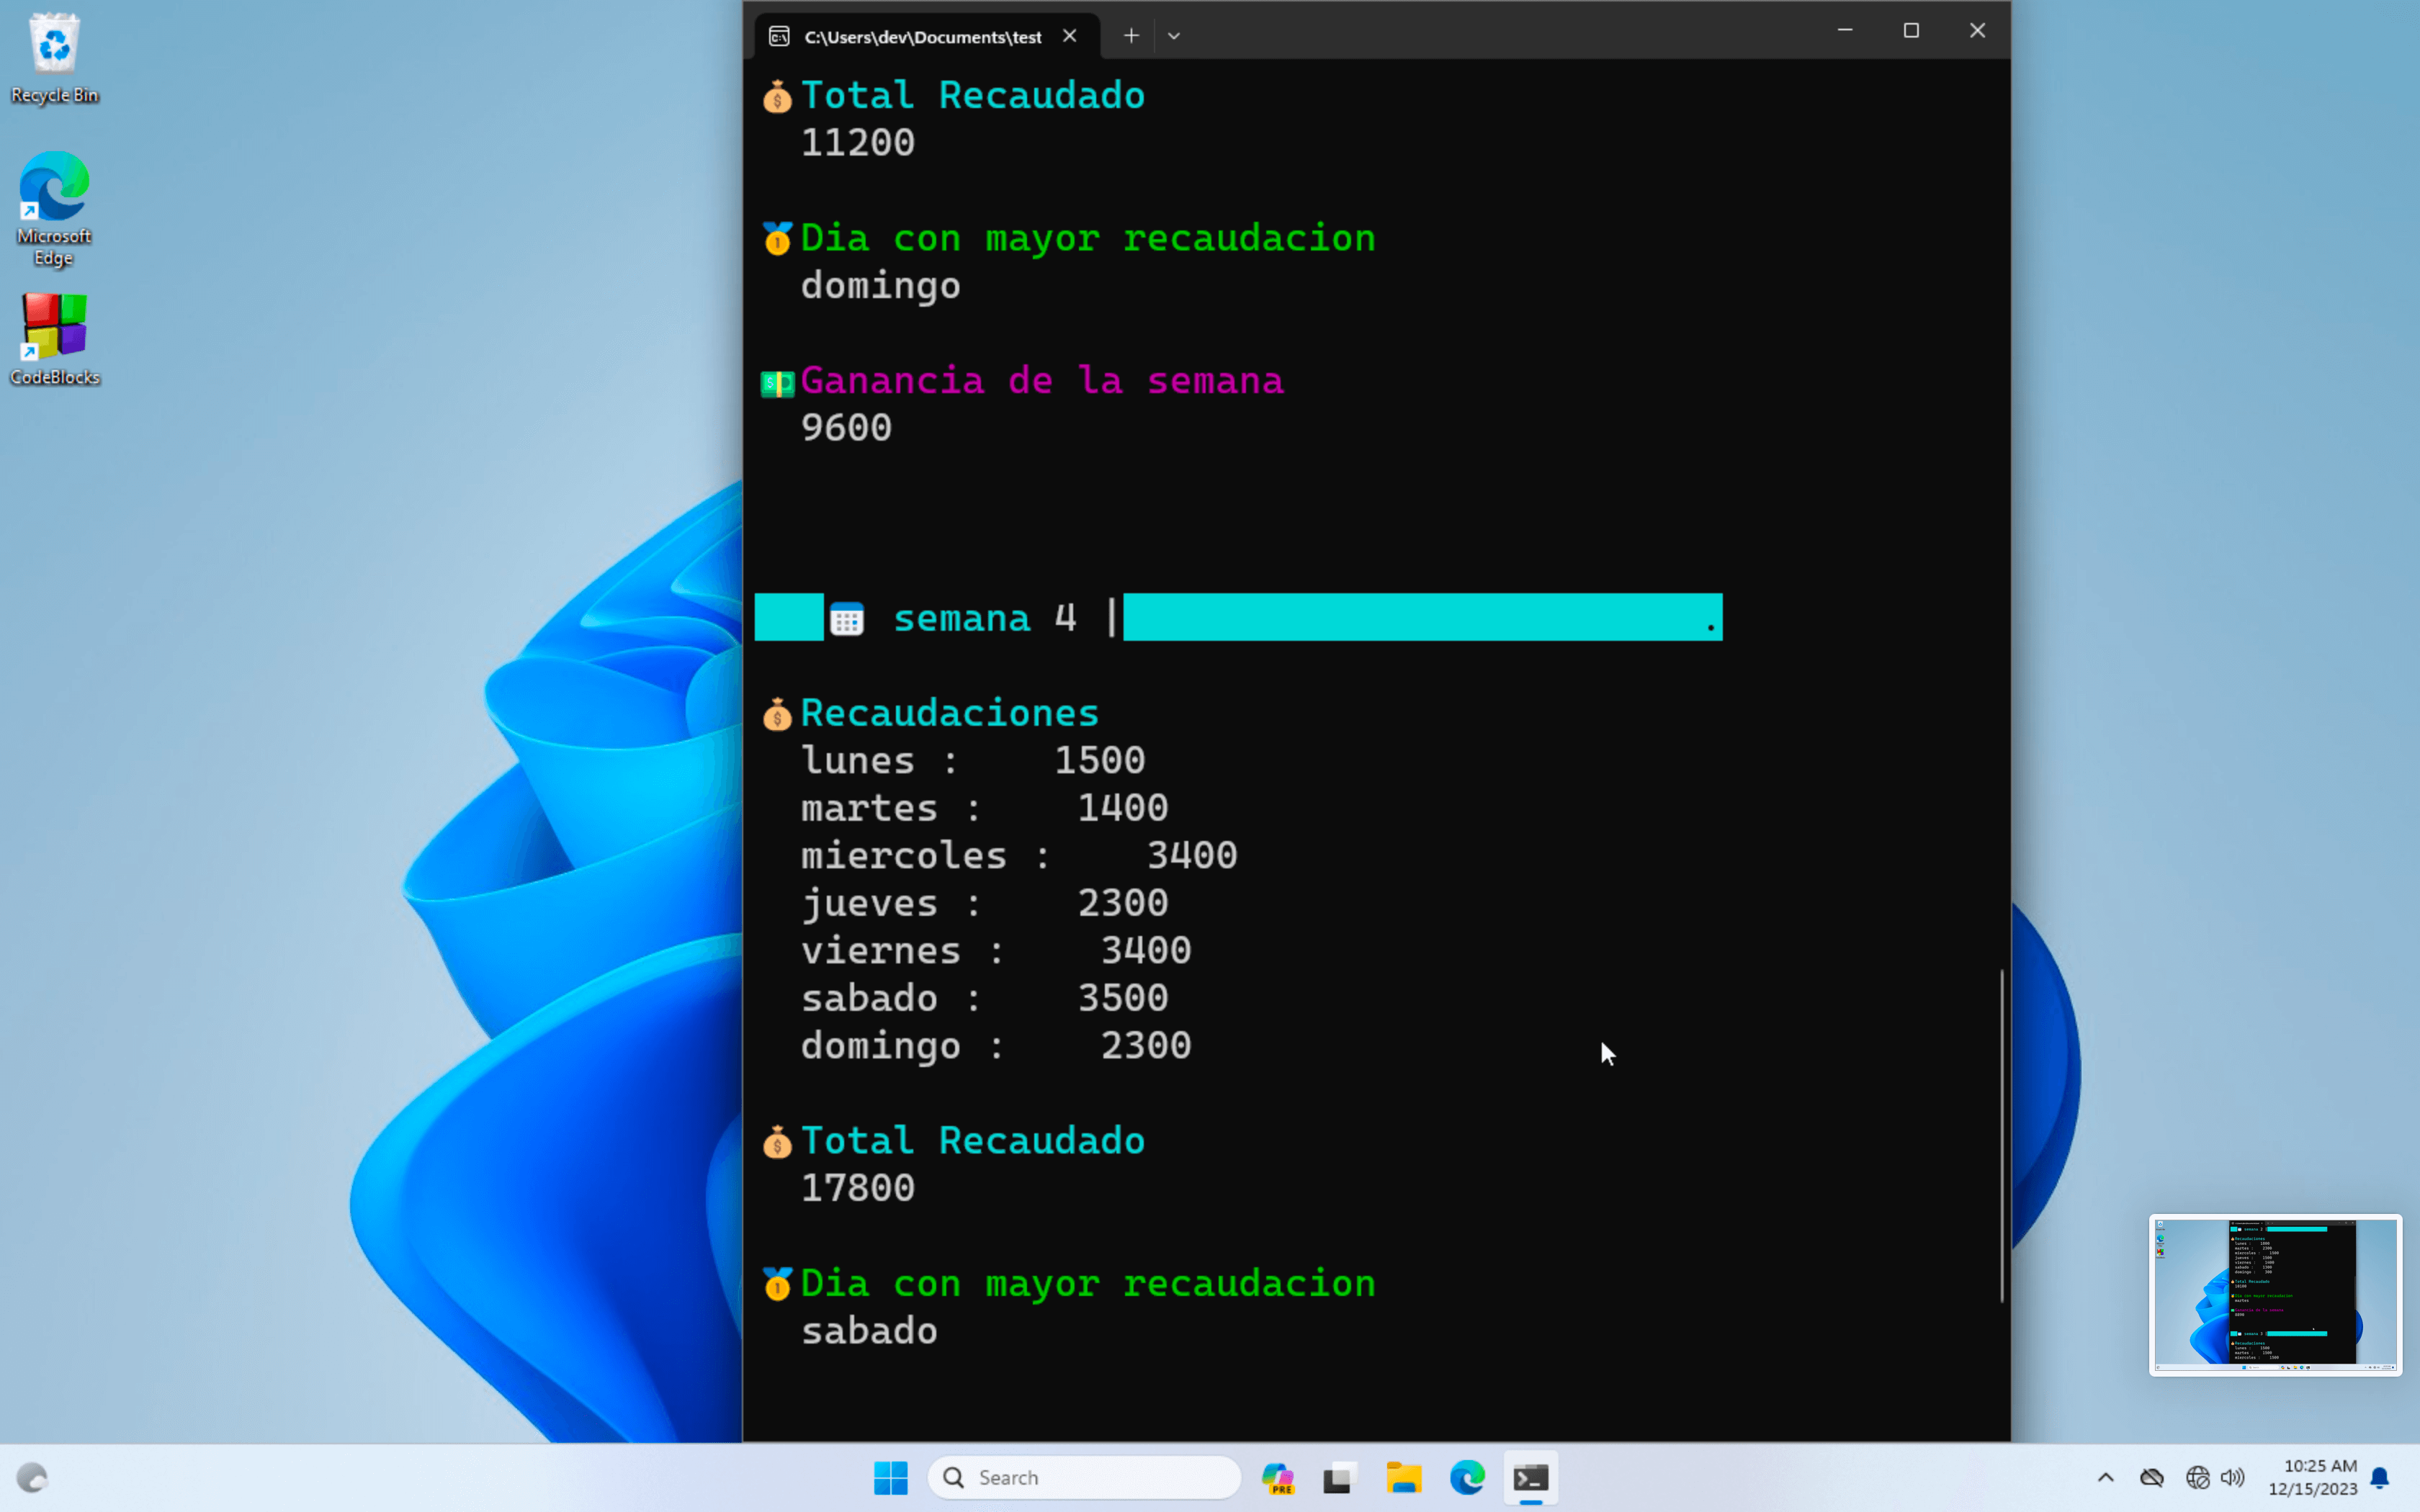 Recycle Bin
Microsoft
Edge
CodeBlocks
C:\Users\dev\Documents\test
Total Recaudado
11200
Dia con mayor recaudacion
domingo
Ganancia de la semana
9600
semana 4 |
.
Recaudaciones
lunes : 1500
martes : 1400
miercoles : 3400
jueves : 2300
viernes : 3400
sabado : 3500
domingo : 2300
Total Recaudado
17800
Dia con mayor recaudacion
sabado
Search
PRE
10:25 AM
12/15/2023